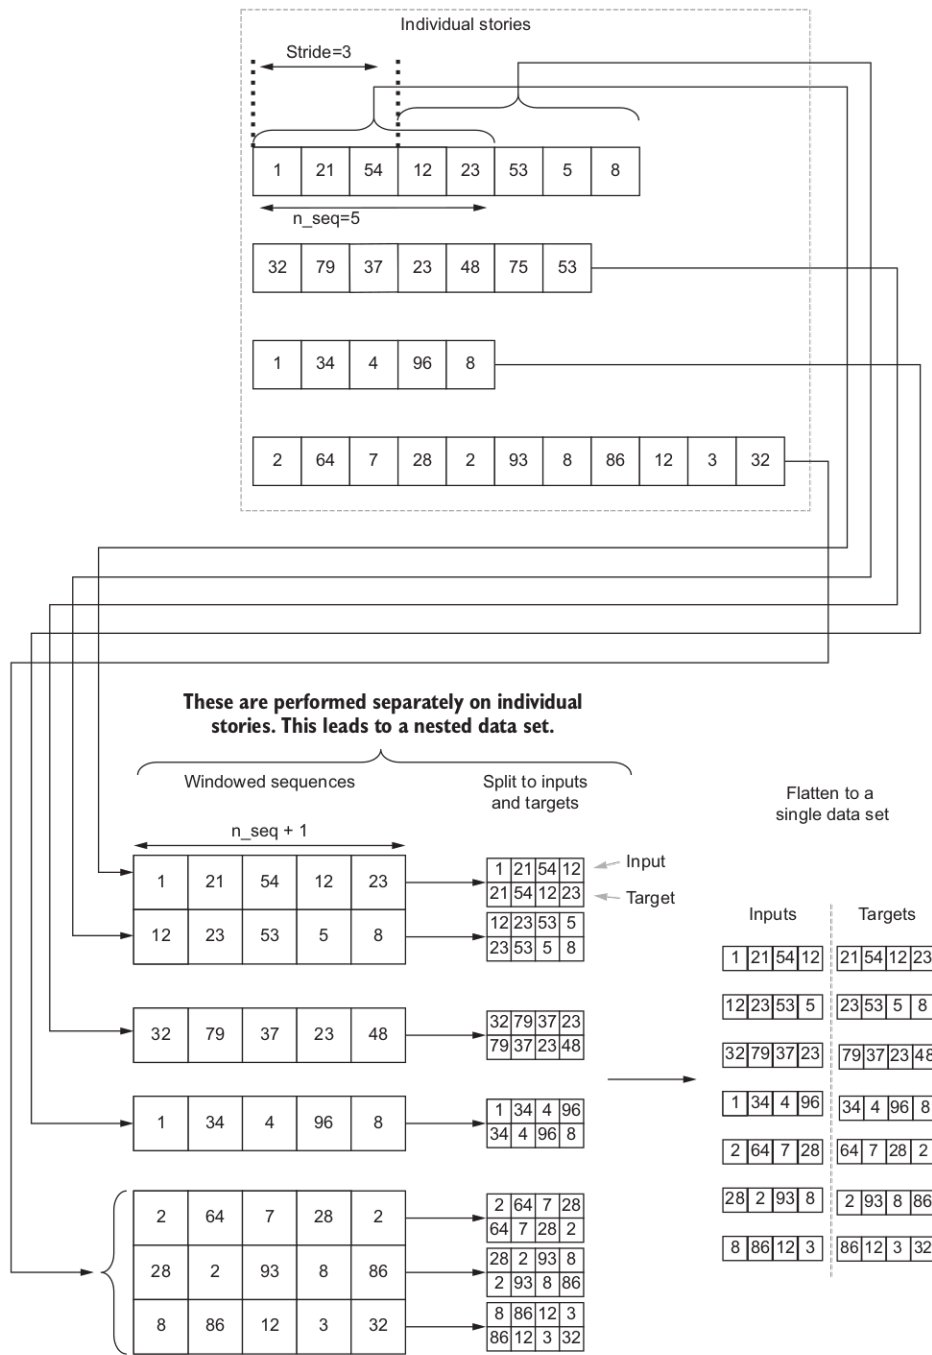 Individual stories
Stride=3
1 21 54 12 23 53 5 8
n_seq=5
32 79 37 23 48 75 53
1 34 4 96 8
2 64 7 28 2 93 8 86 12 3 32
These are performed separately on individual
stories. This leads to a nested data set.
Windowed sequences
Split to inputs
and targets
Flatten to a
single data set
n_seq + 1
1 21 54 12 23
12 23 53 5 8
32 79 37 23 48
1 34 4 96 8
2 64 7 28 2
28 2 93 8 86
8 86 12 3 32
1 21 54 12
Input
21 54 12 23
Target
12 23 53 5
23 53 5 8
32 79 37 23
79 37 23 48
1 34 4 96
34 4 96 8
2 64 7 28
64 7 28 2
28 2 93 8
2 93 8 86
8 86 12 3
86 12 3 32
Inputs Targets
1 21 54 12 21 54 12 23
12 23 53 5 23 53 5 8
32 79 37 23 79 37 23 48
1 34 4 96 34 4 96 8
2 64 7 28 64 7 28 2
28 2 93 8 2 93 8 86
8 86 12 3 86 12 3 32